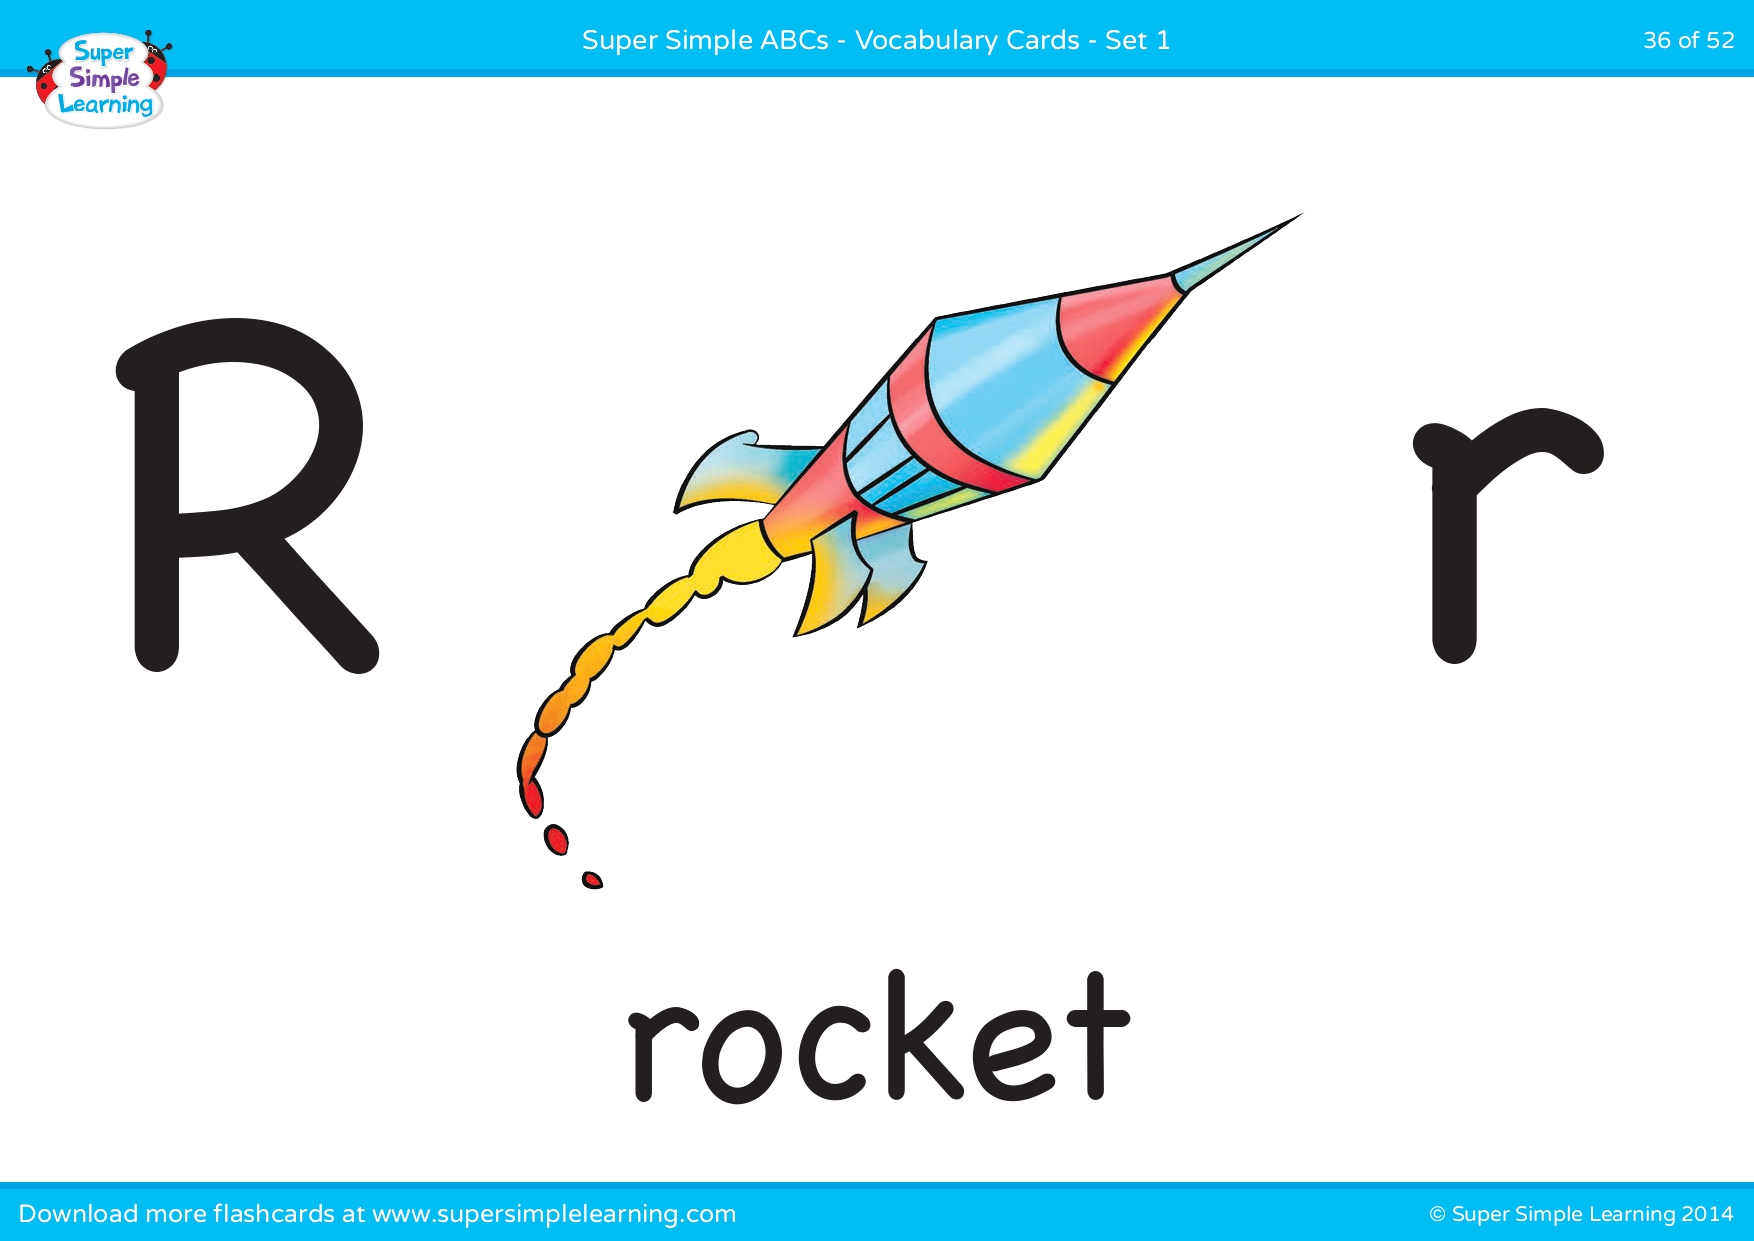 Super Simple ABCs - Vocabulary Cards - Set 1
36 of 52
Super
Simple
Learning
R
r
rocket
Download more flashcards at www.supersimplelearning.com
© Super Simple Learning 2014